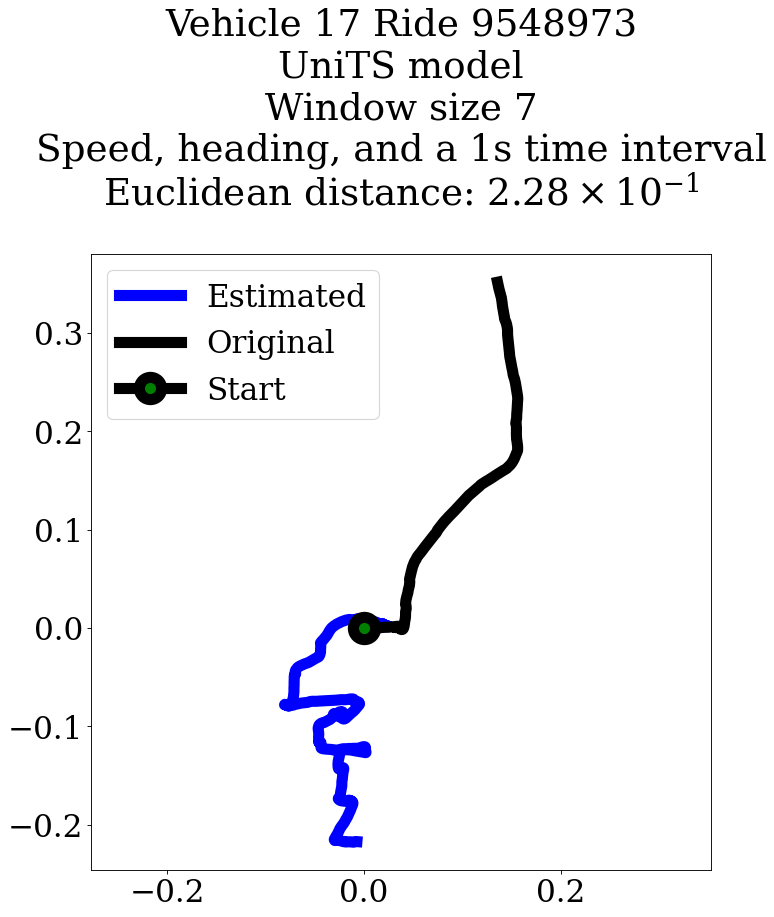 Vehicle 17 Ride 9548973
UniTS model
Window size 7
Speed, heading, and a 1s time interval
Euclidean distance: 2.28 × 10⁻¹
Estimated
Original
Start
0.3
0.2
0.1
0.0
−0.1
−0.2
−0.2 0.0 0.2